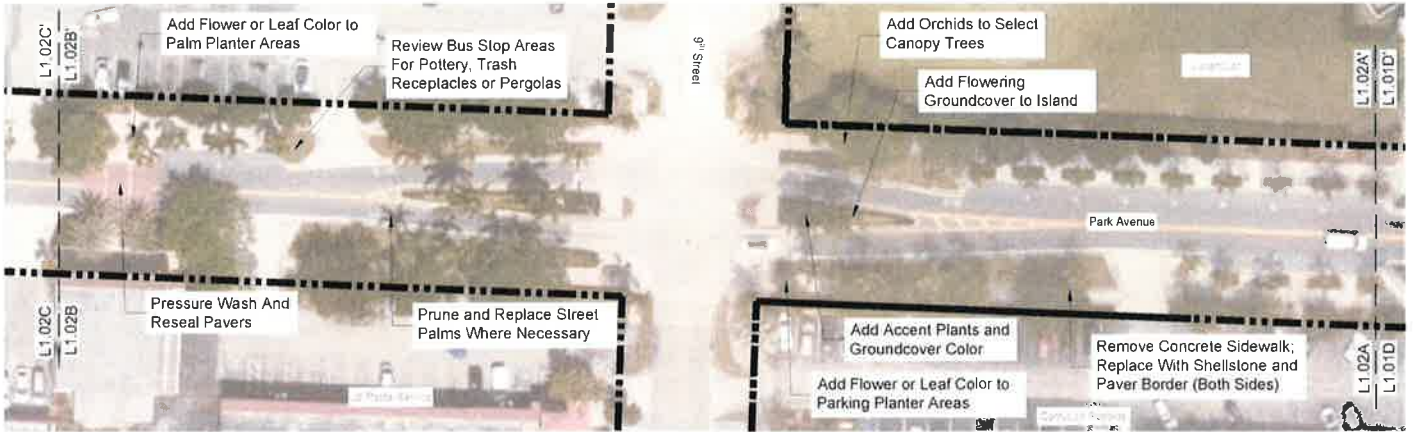 L1.02C'
L1.02B'
Add Flower or Leaf Color to
Palm Planter Areas
Review Bus Stop Areas
For Pottery, Trash
Receptacles or Pergolas
9th Street
Add Orchids to Select
Canopy Trees
Add Flowering
Groundcover to Island
L1.02A'
L1.01D'
Park Avenue
L1.02C
L1.02B
Pressure Wash And
Reseal Pavers
Prune and Replace Street
Palms Where Necessary
Add Accent Plants and
Groundcover Color
Add Flower or Leaf Color to
Parking Planter Areas
Remove Concrete Sidewalk;
Replace With Shellstone and
Paver Border (Both Sides)
L1.02A
L1.01D